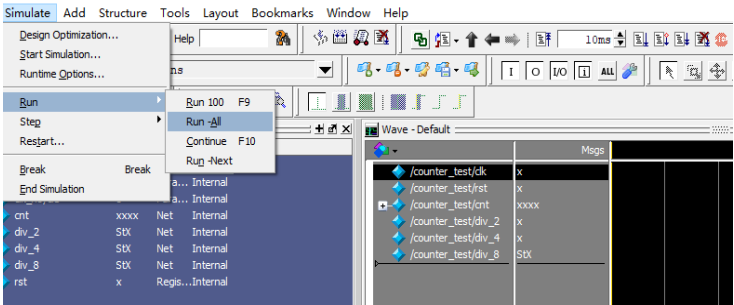 Simulate Add Structure Tools Layout Bookmarks Window Help
Design Optimization...
Start Simulation...
Runtime Options...
Run
Step
Restart...
Break Break
End Simulation
Help
10ms
ns
I O I/O ALL
Run 100 F9
Run -All
Continue F10
Run -Next
Wave - Default
Msgs
/counter_test/clk x
/counter_test/rst x
/counter_test/cnt xxxx
/counter_test/div_2 x
/counter_test/div_4 x
/counter_test/div_8 StX
Internal
ra... Internal
cnt xxxx Net Internal
div_2 StX Net Internal
div_4 StX Net Internal
div_8 StX Net Internal
rst x Regis... Internal